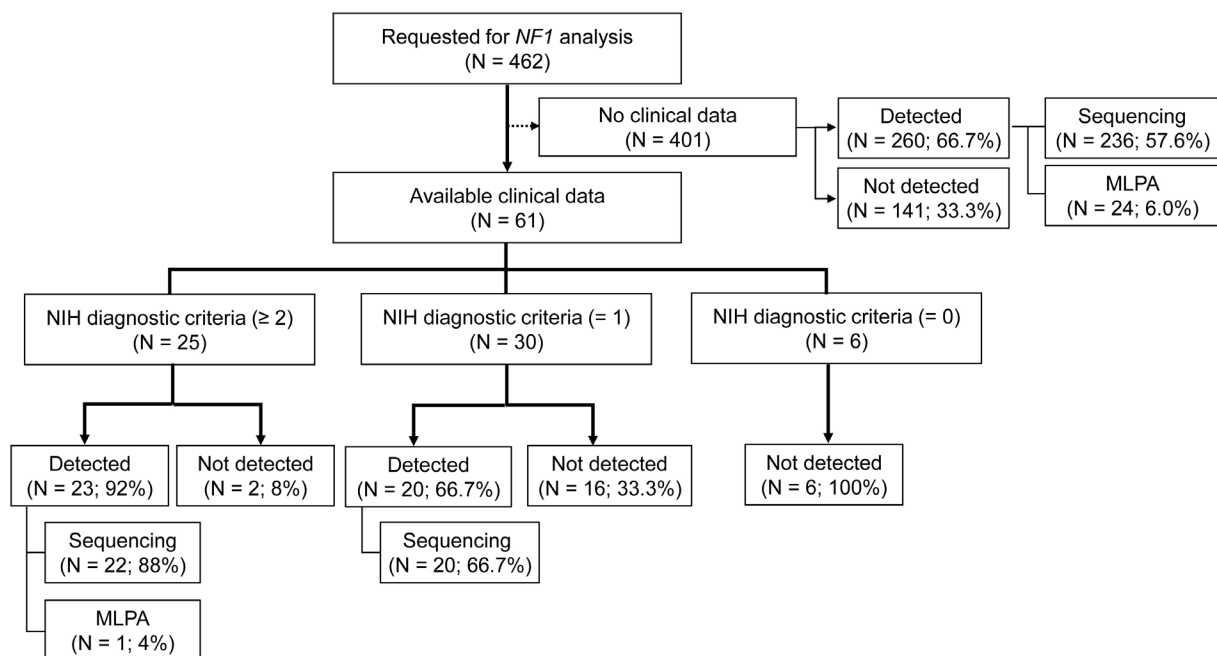 Requested for NF1 analysis
(N = 462)
No clinical data
(N = 401)
Detected
(N = 260; 66.7%)
Sequencing
(N = 236; 57.6%)
Not detected
(N = 141; 33.3%)
MLPA
(N = 24; 6.0%)
Available clinical data
(N = 61)
NIH diagnostic criteria (≥ 2)
(N = 25)
NIH diagnostic criteria (= 1)
(N = 30)
NIH diagnostic criteria (= 0)
(N = 6)
Detected
(N = 23; 92%)
Not detected
(N = 2; 8%)
Detected
(N = 20; 66.7%)
Not detected
(N = 16; 33.3%)
Not detected
(N = 6; 100%)
Sequencing
(N = 22; 88%)
Sequencing
(N = 20; 66.7%)
MLPA
(N = 1; 4%)